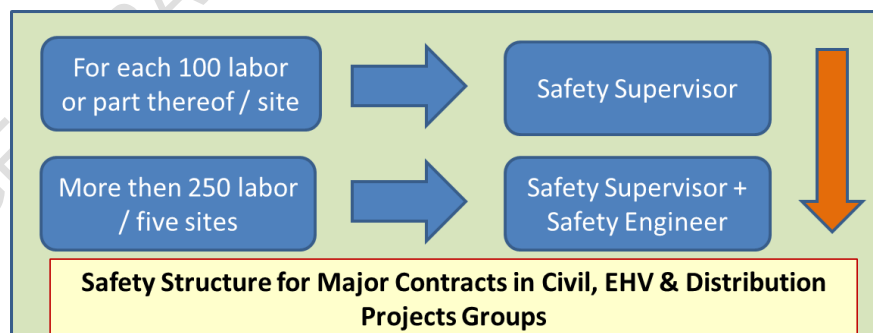 For each 100 labor
or part thereof / site
Safety Supervisor
More then 250 labor
/ five sites
Safety Supervisor +
Safety Engineer
Safety Structure for Major Contracts in Civil, EHV & Distribution
Projects Groups